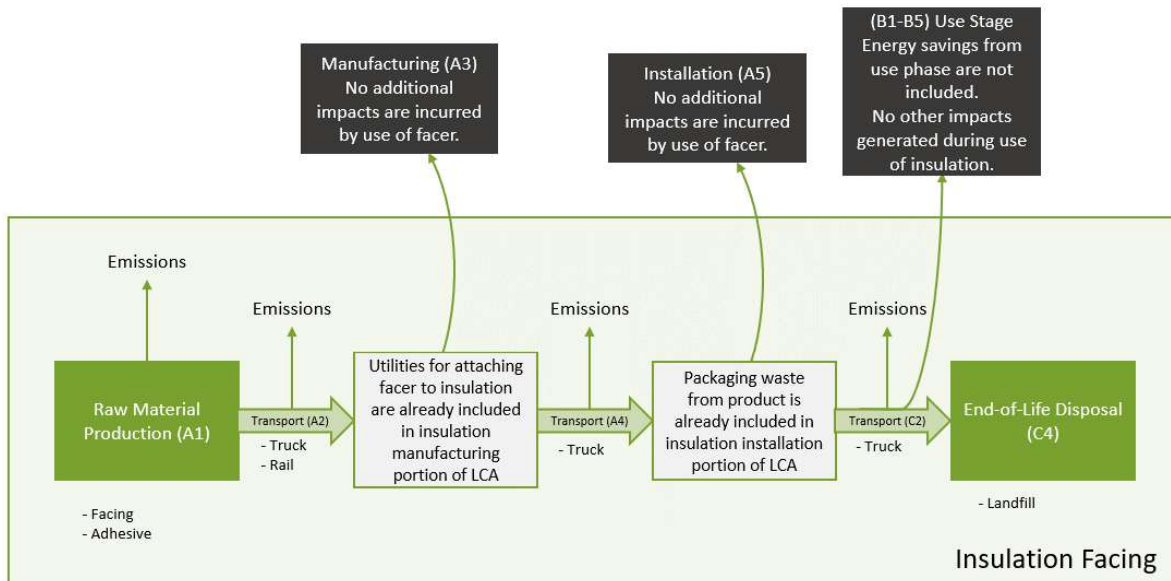 Manufacturing (A3)
No additional
impacts are incurred
by use of facer.
Installation (A5)
No additional
impacts are incurred
by use of facer.
(B1-B5) Use Stage
Energy savings from
use phase are not
included.
No other impacts
generated during use
of insulation.
Emissions
Emissions
Emissions
Emissions
Raw Material
Production (A1)
- Facing
- Adhesive
Transport (A2)
- Truck
- Rail
Utilities for attaching
facer to insulation
are already included
in insulation
manufacturing
portion of LCA
Transport (A4)
- Truck
Packaging waste
from product is
already included in
insulation installation
portion of LCA
Transport (C2)
- Truck
End-of-Life Disposal
(C4)
- Landfill
Insulation Facing